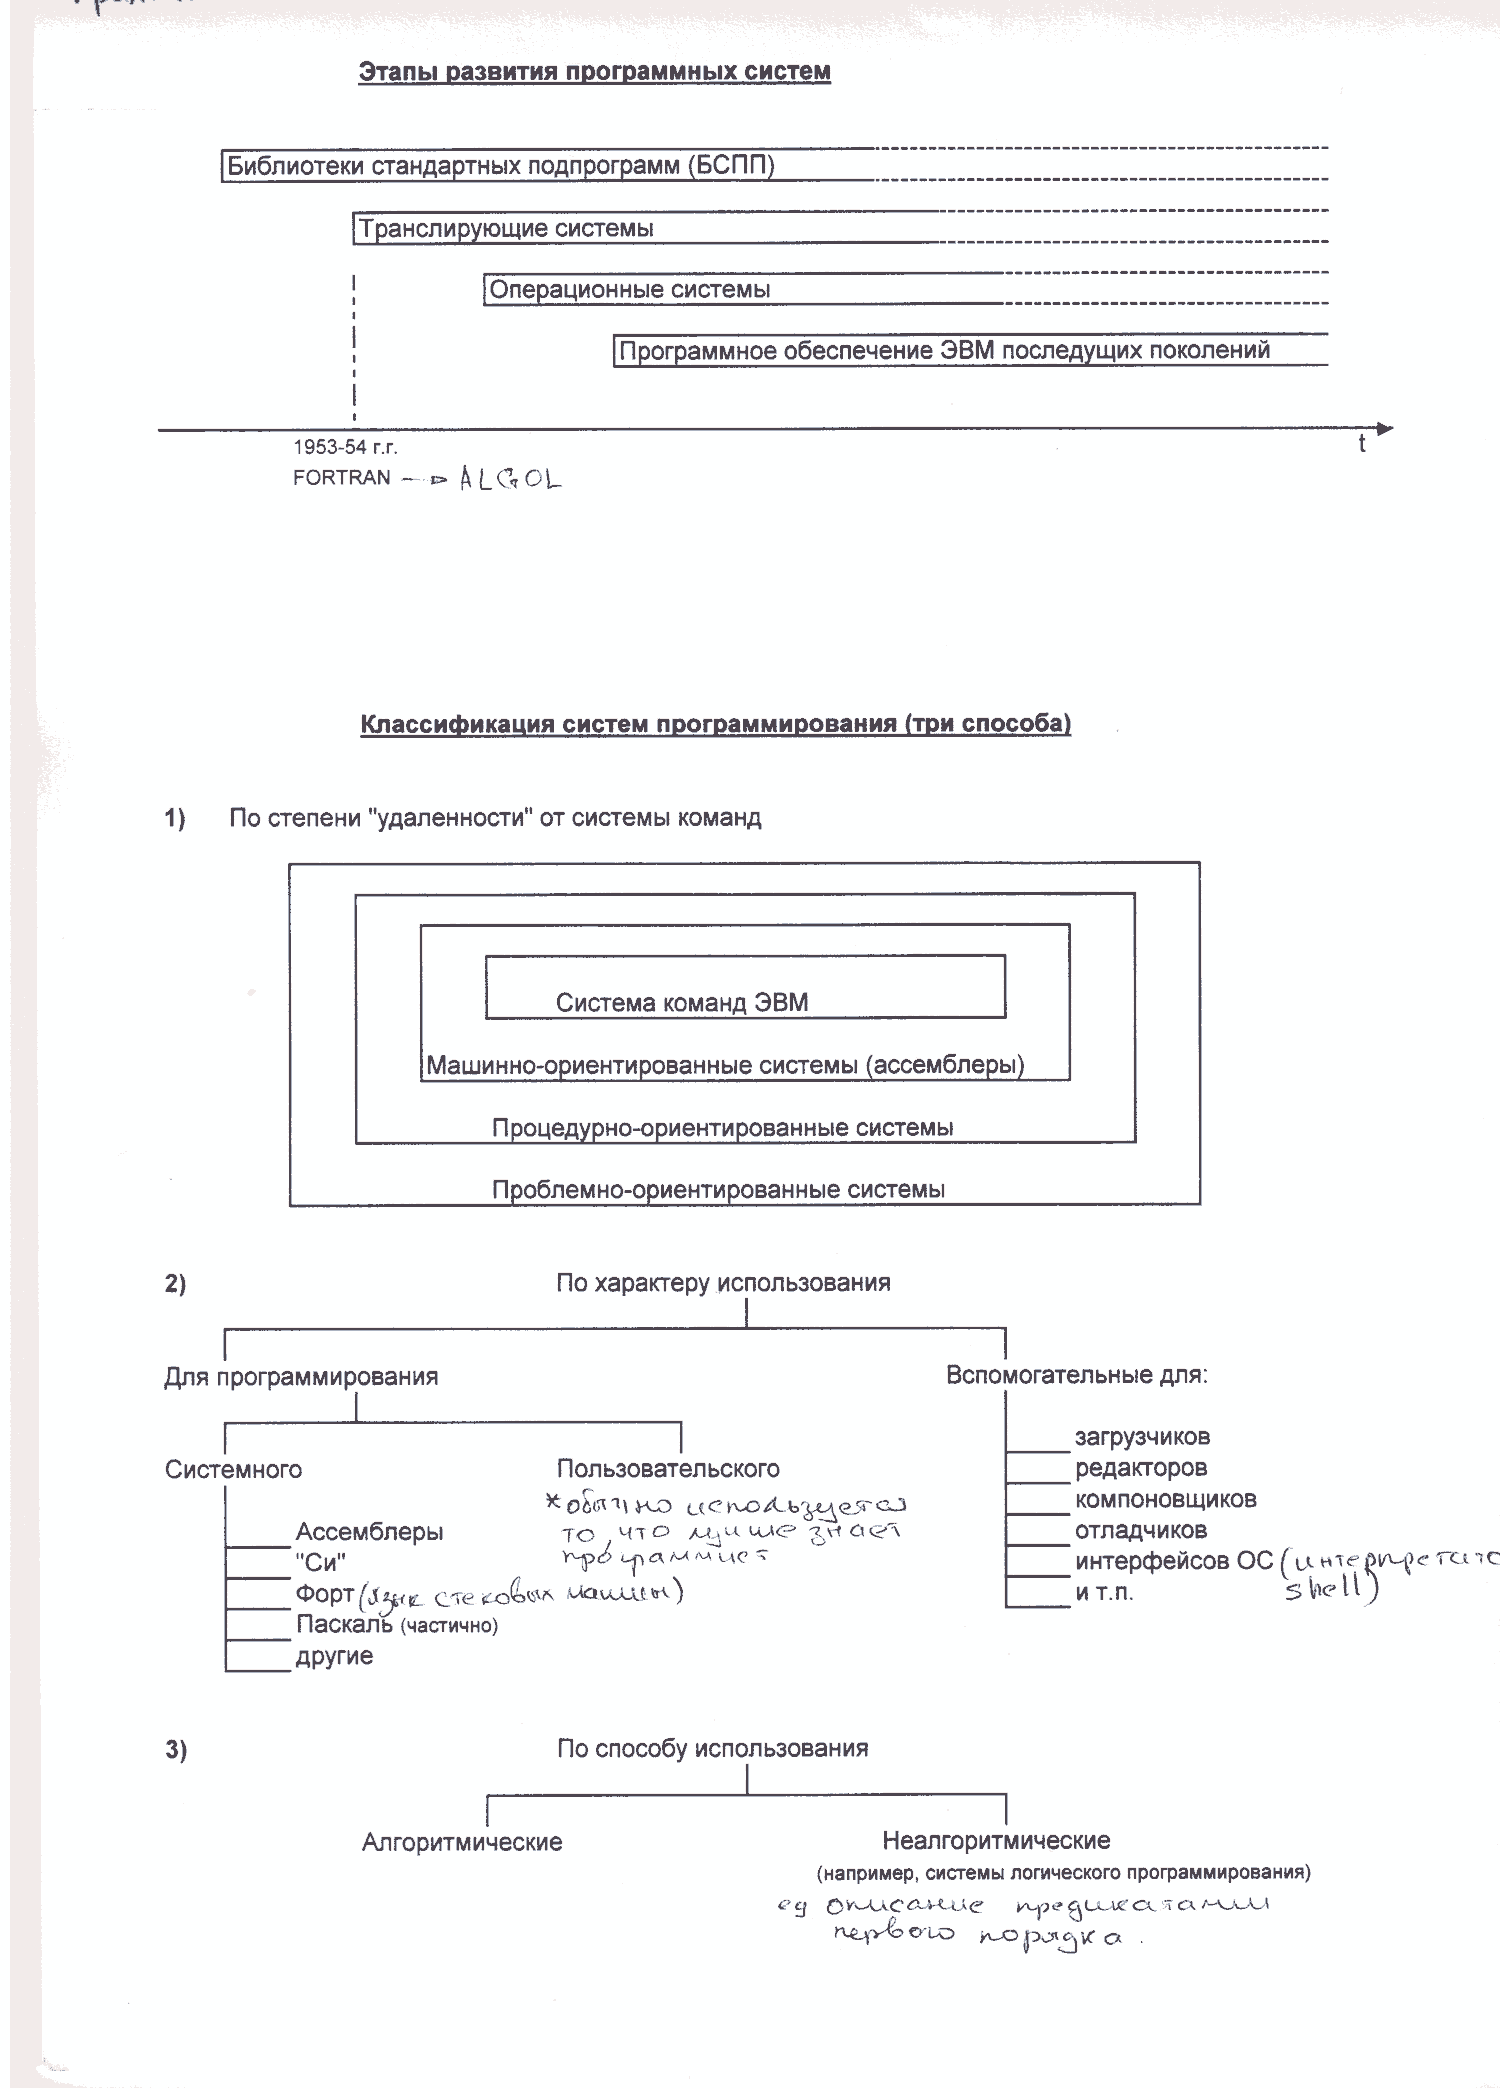 Этапы развития программных систем
Библиотеки стандартных подпрограмм (БСПП)
Транслирующие системы
Операционные системы
Программное обеспечение ЭВМ последущих поколений
t
1953-54 г.г.
FORTRAN → ALGOL
Классификация систем программирования (три способа)
1) По степени "удаленности" от системы команд
Система команд ЭВМ
Машинно-ориентированные системы (ассемблеры)
Процедурно-ориентированные системы
Проблемно-ориентированные системы
2) По характеру использования
Для программирования
Системного
Ассемблеры
"Си"
Форт (язык стековых машин)
Паскаль (частично)
другие
Пользовательского
*обычно используется
то, что лучше знает
программист
Вспомогательные для:
загрузчиков
редакторов
компоновщиков
отладчиков
интерфейсов ОС (интерпретато
shell)
и т.п.
3) По способу использования
Алгоритмические
Неалгоритмические
(например, системы логического программирования)
описание предикатами
первого порядка.